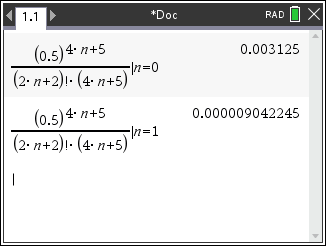 1.1 *Doc RAD
(0.5)^(4·n+5)/((2·n+2)!·(4·n+5))|n=0 0.003125
(0.5)^(4·n+5)/((2·n+2)!·(4·n+5))|n=1 0.000009042245